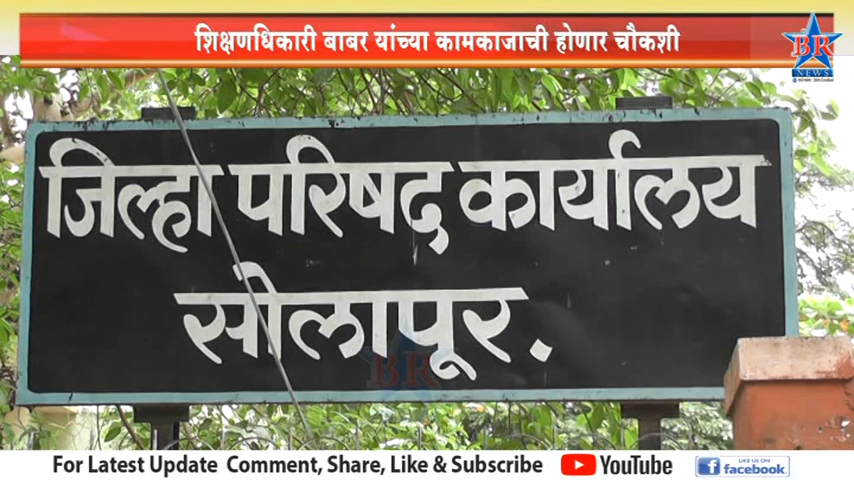 शिक्षणधिकारी बाबर यांच्या कामकाजाची होणार चौकशी
BR
NEWS
जिल्हा परिषद कार्यालय
सोलापूर.
BR
For Latest Update Comment, Share, Like & Subscribe YouTube LIKE US ON facebook